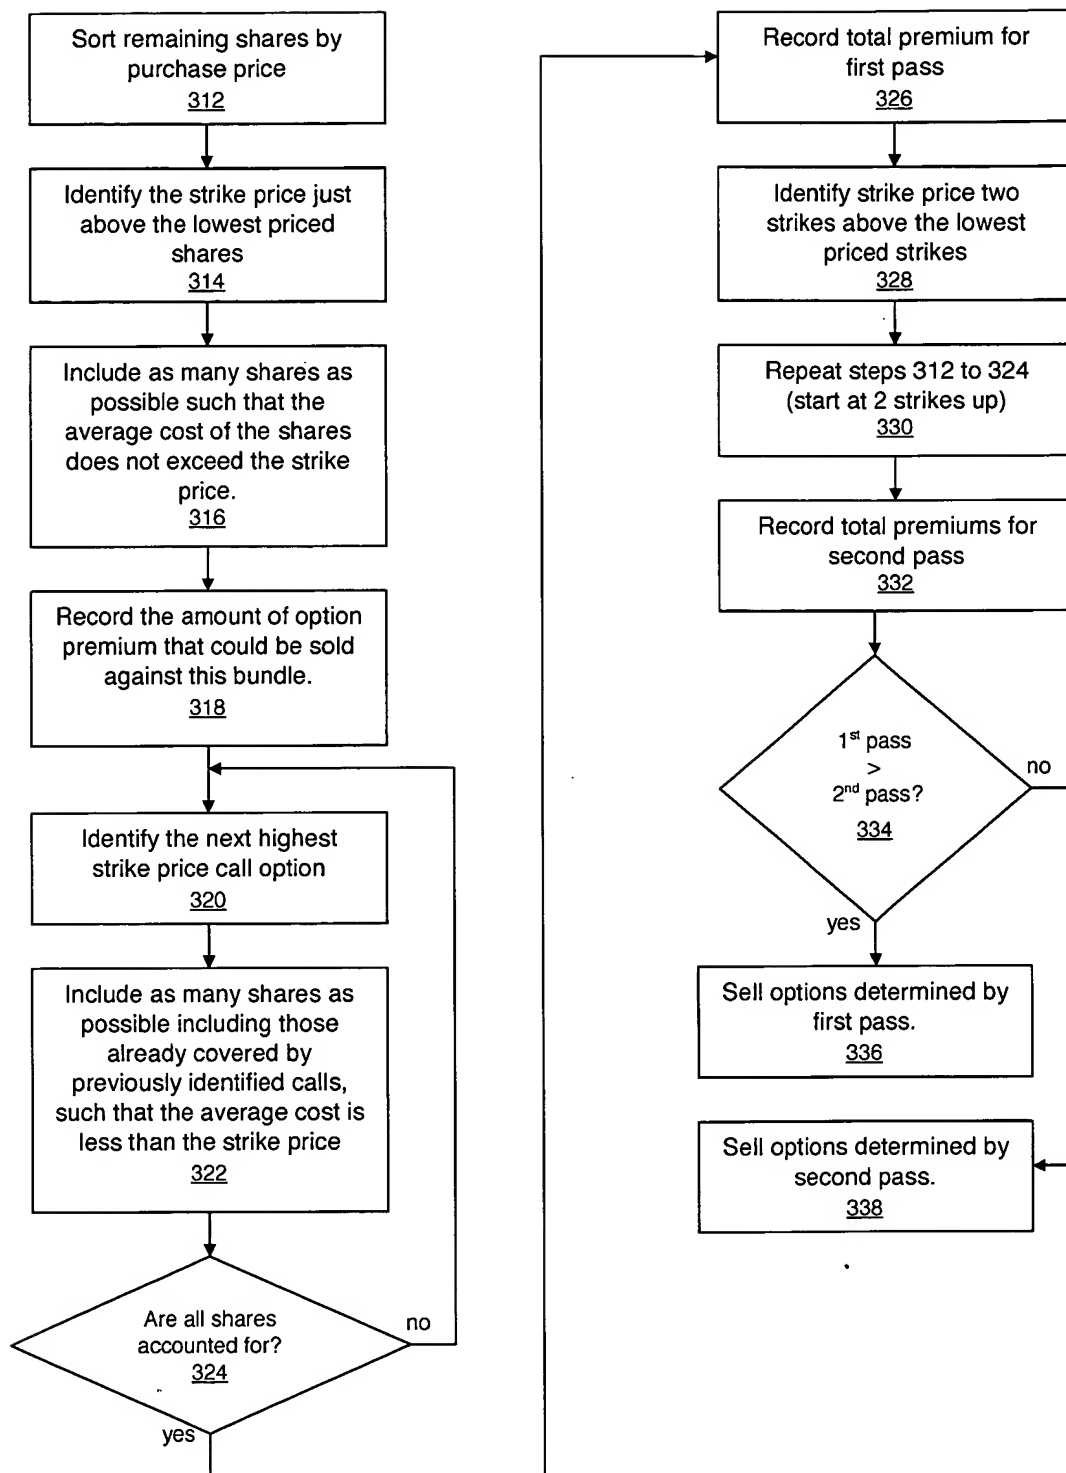 Sort remaining shares by
purchase price
312
Identify the strike price just
above the lowest priced
shares
314
Include as many shares as
possible such that the
average cost of the shares
does not exceed the strike
price.
316
Record the amount of option
premium that could be sold
against this bundle.
318
Identify the next highest
strike price call option
320
Include as many shares as
possible including those
already covered by
previously identified calls,
such that the average cost is
less than the strike price
322
Are all shares
accounted for?
324
no
yes
Record total premium for
first pass
326
Identify strike price two
strikes above the lowest
priced strikes
328
Repeat steps 312 to 324
(start at 2 strikes up)
330
Record total premiums for
second pass
332
1st pass
>
2nd pass?
334
no
yes
Sell options determined by
first pass.
336
Sell options determined by
second pass.
338